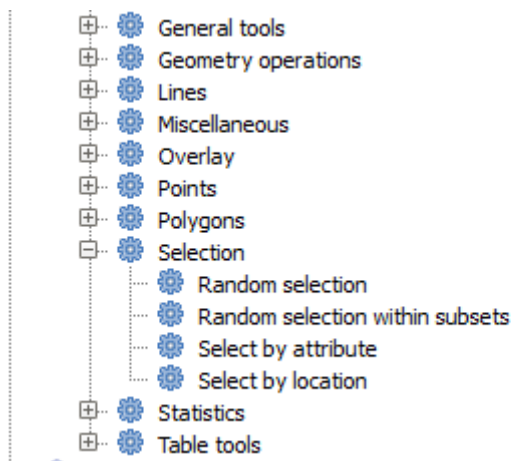 General tools
Geometry operations
Lines
Miscellaneous
Overlay
Points
Polygons
Selection
Random selection
Random selection within subsets
Select by attribute
Select by location
Statistics
Table tools